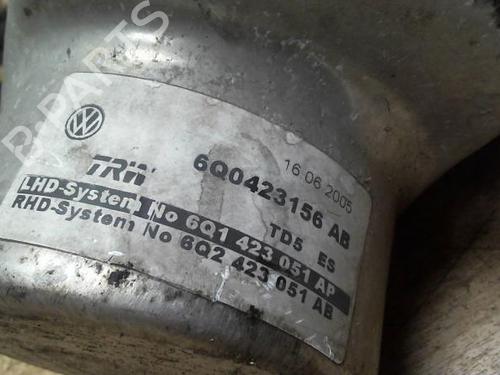 B-PARTS
TRW 6Q0423156 AB 16.06.2005
LHD-System No 6Q1 423 051 AP TD5 ES
RHD-System No 6Q2 423 051 AB